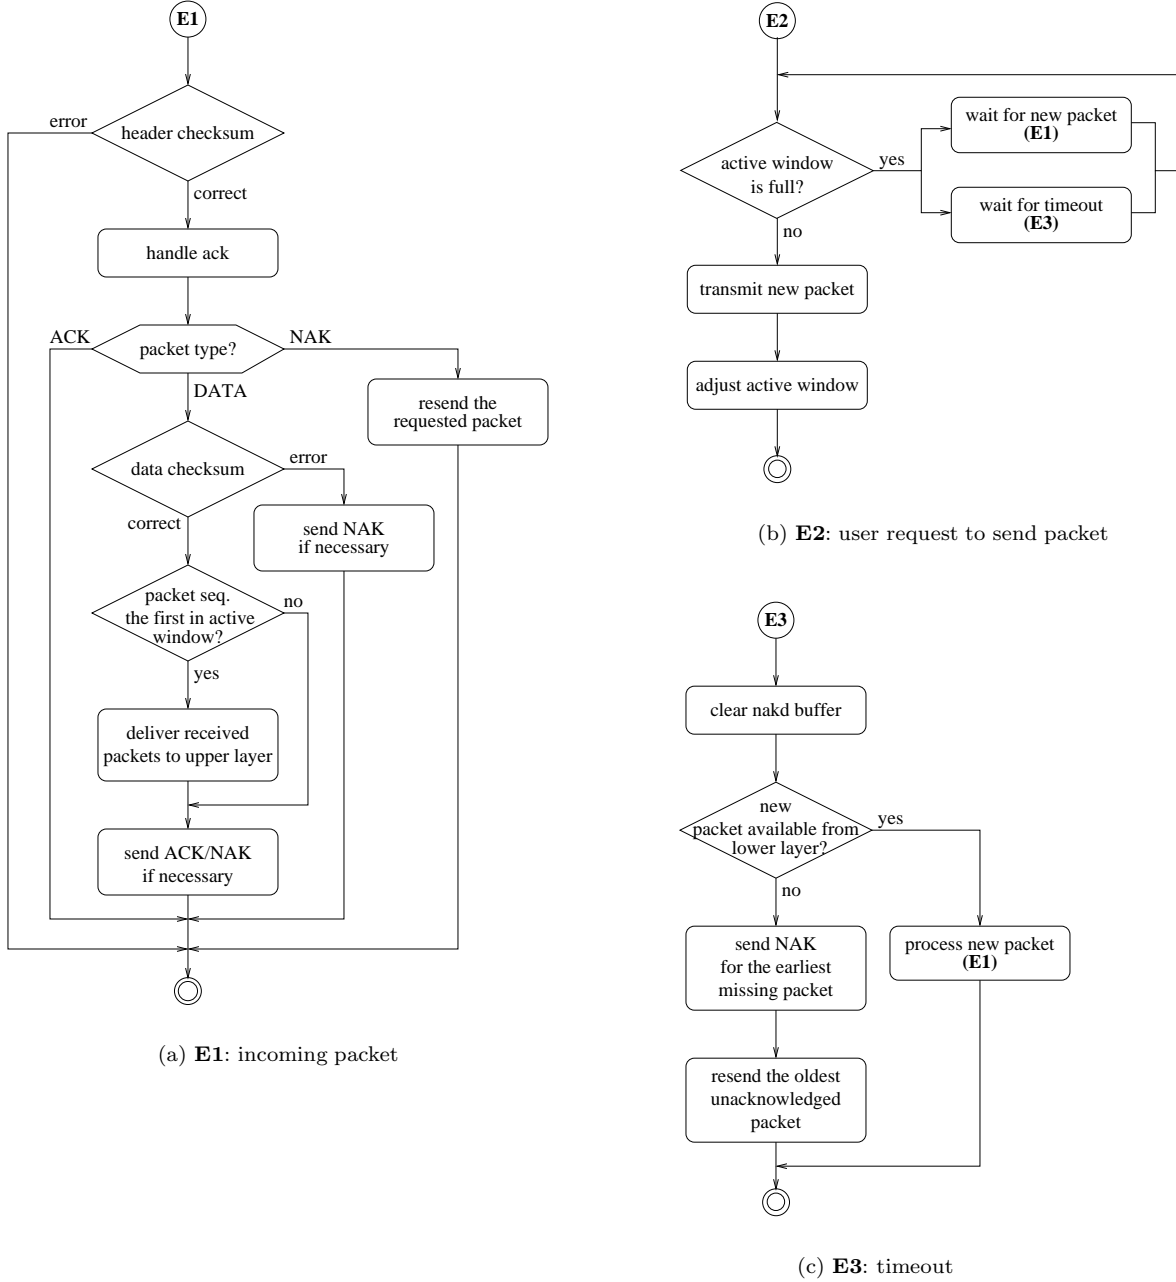 E1
error
header checksum
correct
handle ack
ACK
packet type?
NAK
DATA
resend the
requested packet
data checksum
error
correct
send NAK
if necessary
packet seq.
the first in active
window?
no
yes
deliver received
packets to upper layer
send ACK/NAK
if necessary
(a) E1: incoming packet
E2
active window
is full?
yes
wait for new packet
(E1)
wait for timeout
(E3)
no
transmit new packet
adjust active window
(b) E2: user request to send packet
E3
clear nakd buffer
new
packet available from
lower layer?
yes
no
send NAK
for the earliest
missing packet
process new packet
(E1)
resend the oldest
unacknowledged
packet
(c) E3: timeout